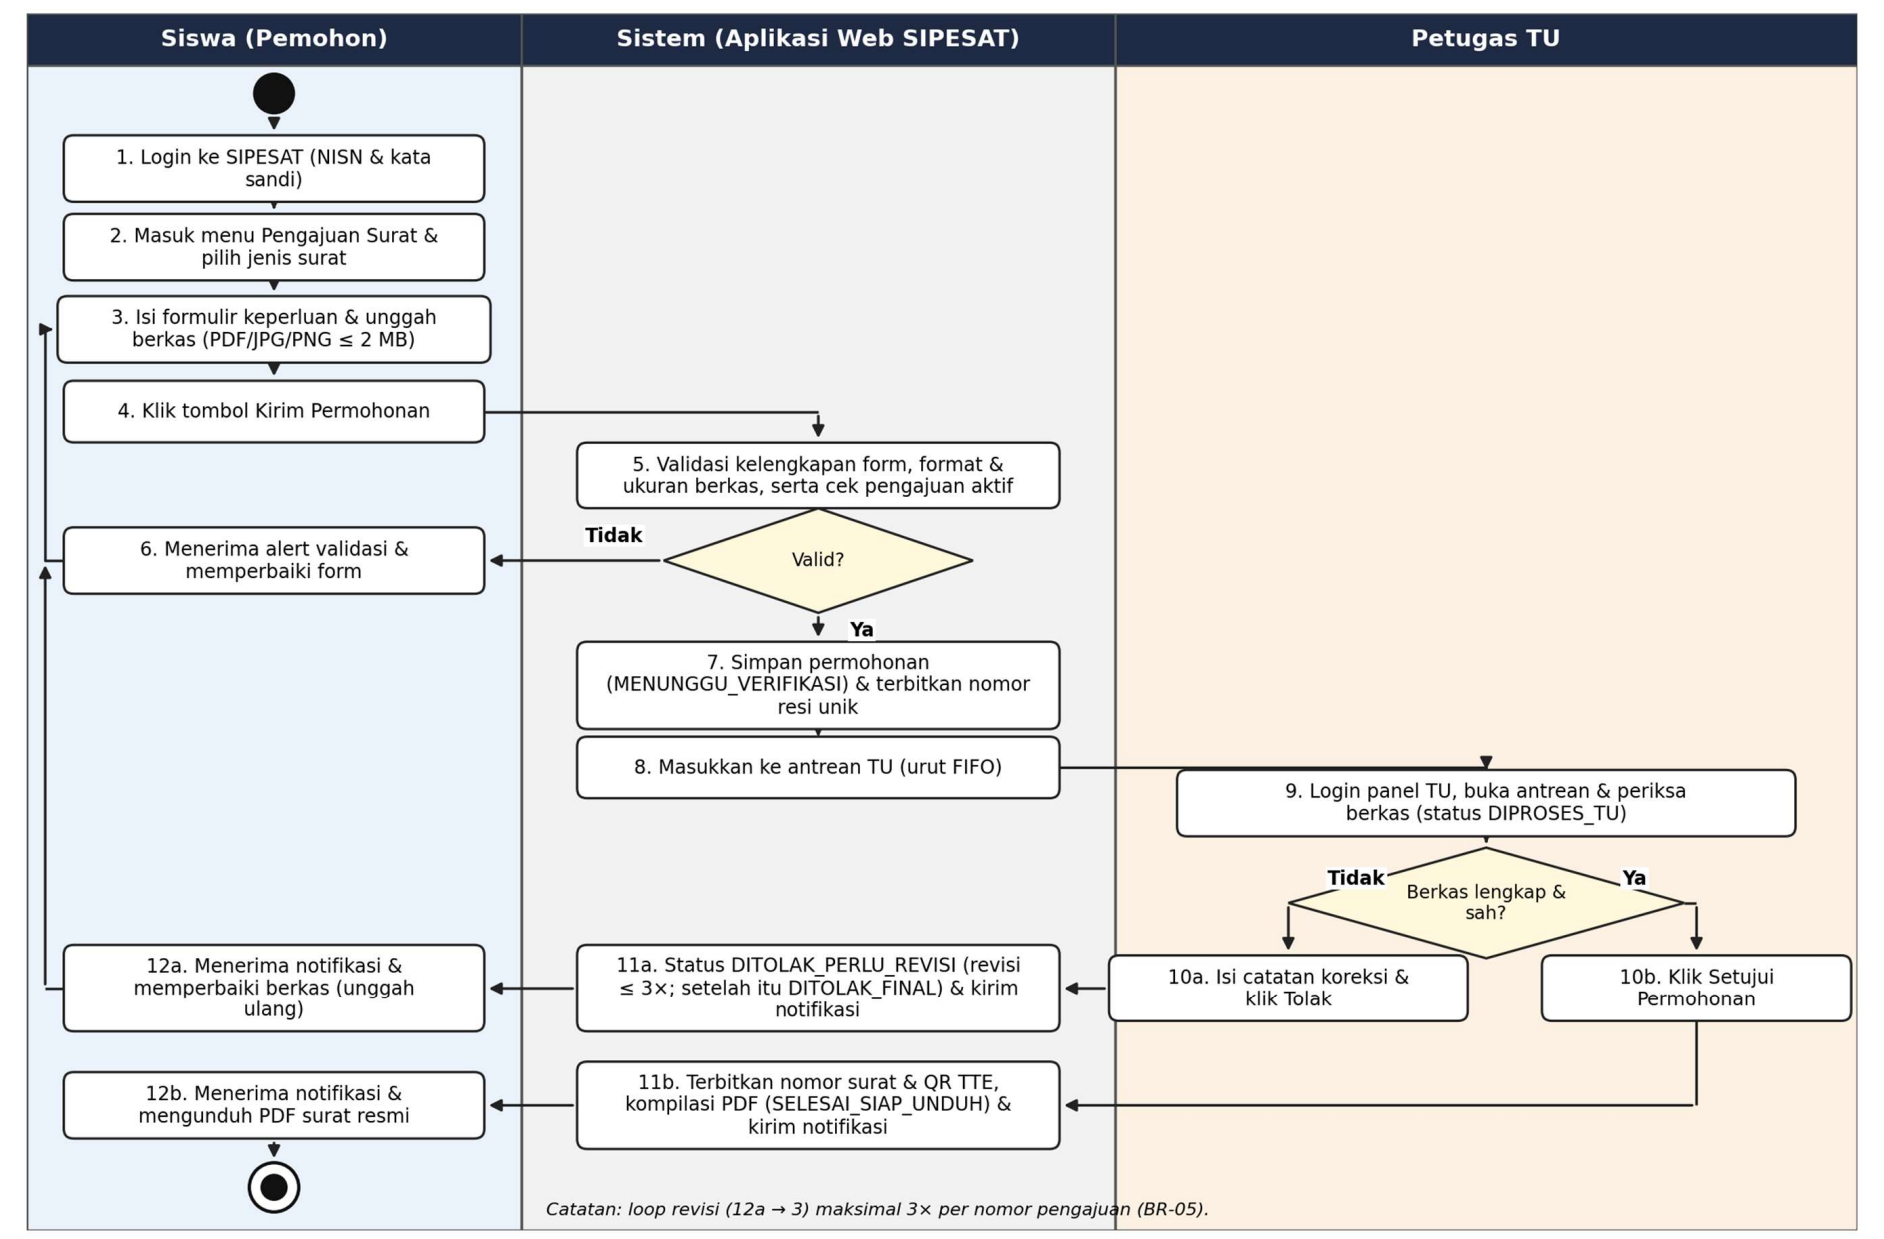 Siswa (Pemohon)
Sistem (Aplikasi Web SIPESAT)
Petugas TU
1. Login ke SIPESAT (NISN & kata
sandi)
2. Masuk menu Pengajuan Surat &
pilih jenis surat
3. Isi formulir keperluan & unggah
berkas (PDF/JPG/PNG ≤ 2 MB)
4. Klik tombol Kirim Permohonan
5. Validasi kelengkapan form, format &
ukuran berkas, serta cek pengajuan aktif
Valid?
Tidak
Ya
6. Menerima alert validasi &
memperbaiki form
7. Simpan permohonan
(MENUNGGU_VERIFIKASI) & terbitkan nomor
resi unik
8. Masukkan ke antrean TU (urut FIFO)
9. Login panel TU, buka antrean & periksa
berkas (status DIPROSES_TU)
Berkas lengkap &
sah?
Tidak
Ya
10a. Isi catatan koreksi &
klik Tolak
10b. Klik Setujui
Permohonan
11a. Status DITOLAK_PERLU_REVISI (revisi
≤ 3×; setelah itu DITOLAK_FINAL) & kirim
notifikasi
12a. Menerima notifikasi &
memperbaiki berkas (unggah
ulang)
11b. Terbitkan nomor surat & QR TTE,
kompilasi PDF (SELESAI_SIAP_UNDUH) &
kirim notifikasi
12b. Menerima notifikasi &
mengunduh PDF surat resmi
Catatan: loop revisi (12a → 3) maksimal 3× per nomor pengajuan (BR-05).